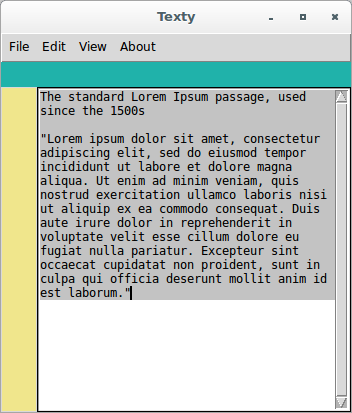 Texty
File Edit View About
The standard Lorem Ipsum passage, used
since the 1500s
"Lorem ipsum dolor sit amet, consectetur
adipiscing elit, sed do eiusmod tempor
incididunt ut labore et dolore magna
aliqua. Ut enim ad minim veniam, quis
nostrud exercitation ullamco laboris nisi
ut aliquip ex ea commodo consequat. Duis
aute irure dolor in reprehenderit in
voluptate velit esse cillum dolore eu
fugiat nulla pariatur. Excepteur sint
occaecat cupidatat non proident, sunt in
culpa qui officia deserunt mollit anim id
est laborum."